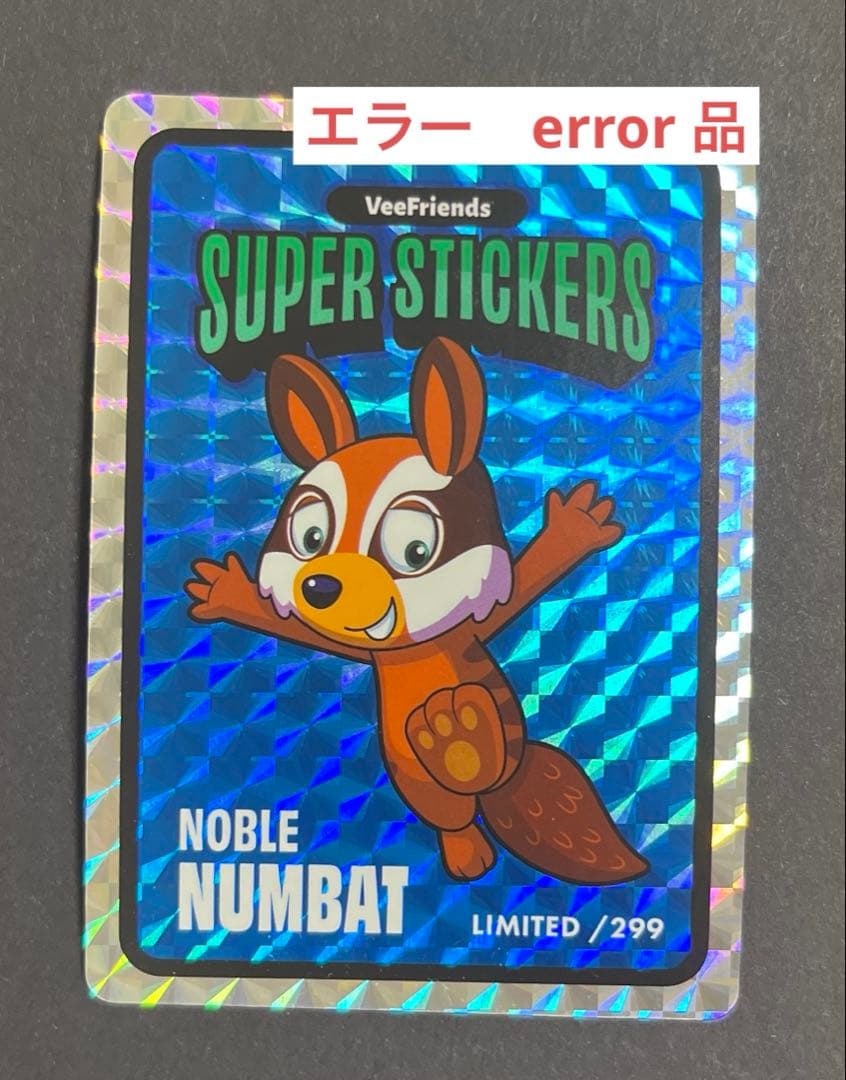 エラー error 品
VeeFriends
SUPER STICKERS
NOBLE
NUMBAT
LIMITED /299